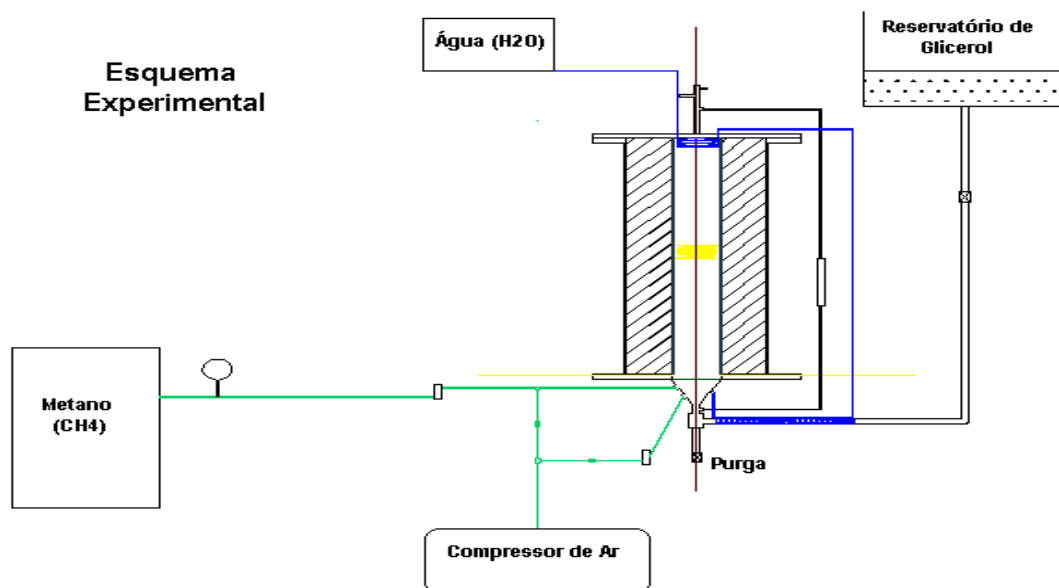 Esquema
Experimental
Água (H2O)
Reservatório de
Glicerol
Metano
(CH4)
Purga
Compressor de Ar